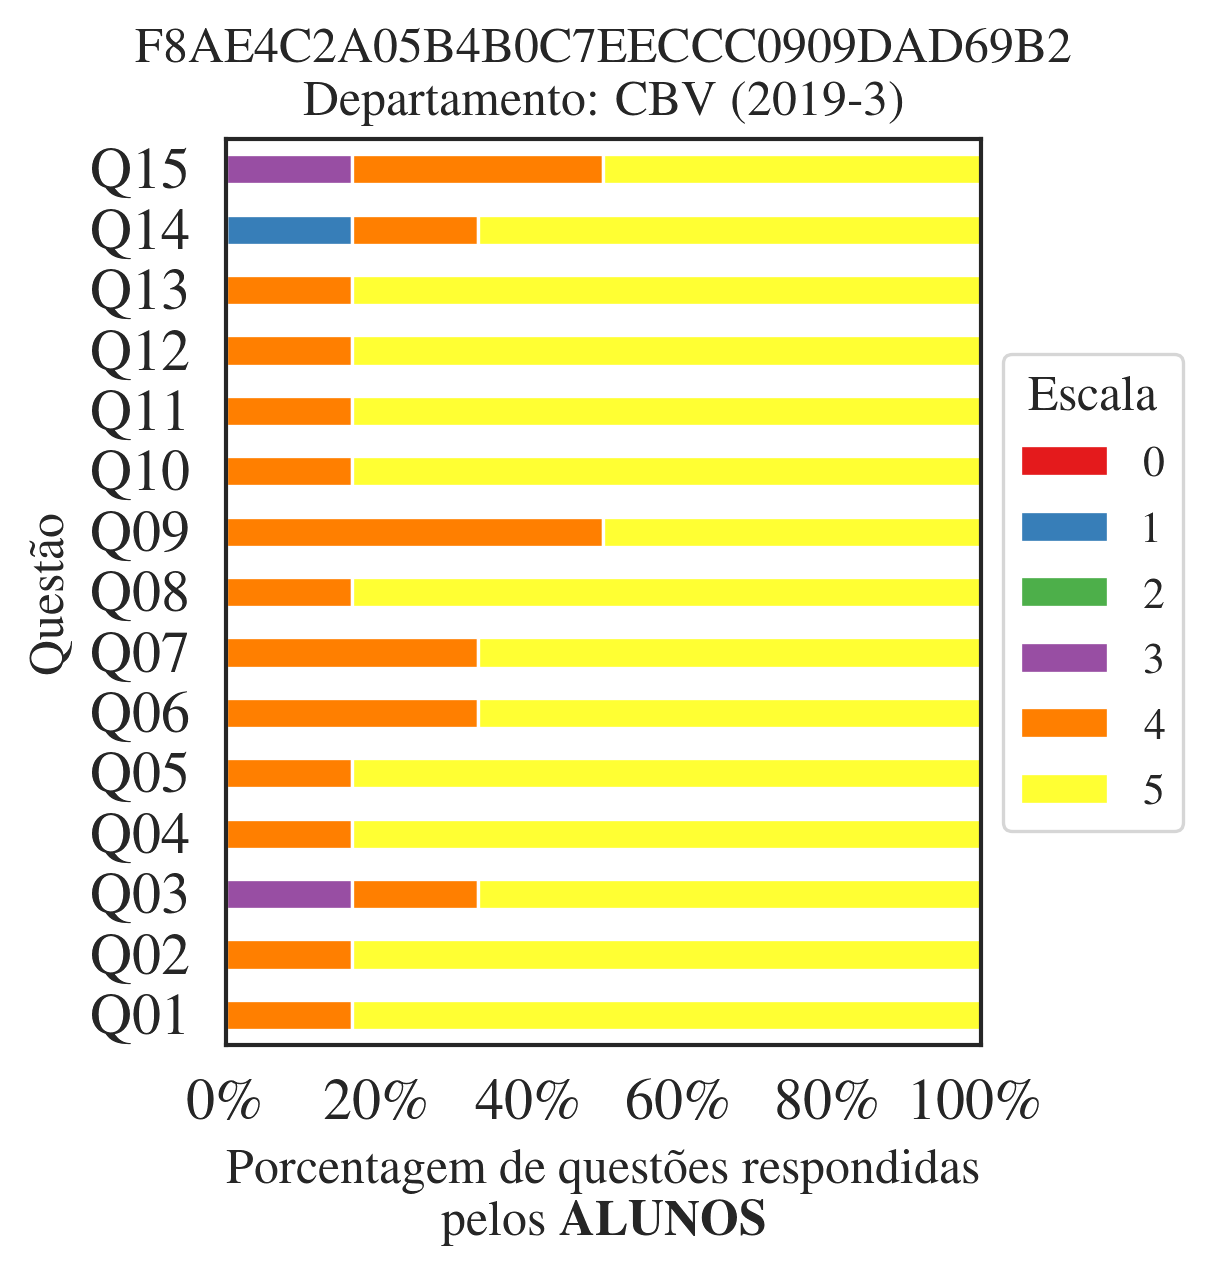 F8AE4C2A05B4B0C7EECCC0909DAD69B2
Departamento: CBV (2019-3)
Q15
Q14
Q13
Q12
Q11
Q10
Q09
Q08
Q07
Q06
Q05
Q04
Q03
Q02
Q01
Questão
0% 20% 40% 60% 80% 100%
Porcentagem de questões respondidas
pelos ALUNOS
Escala
0
1
2
3
4
5